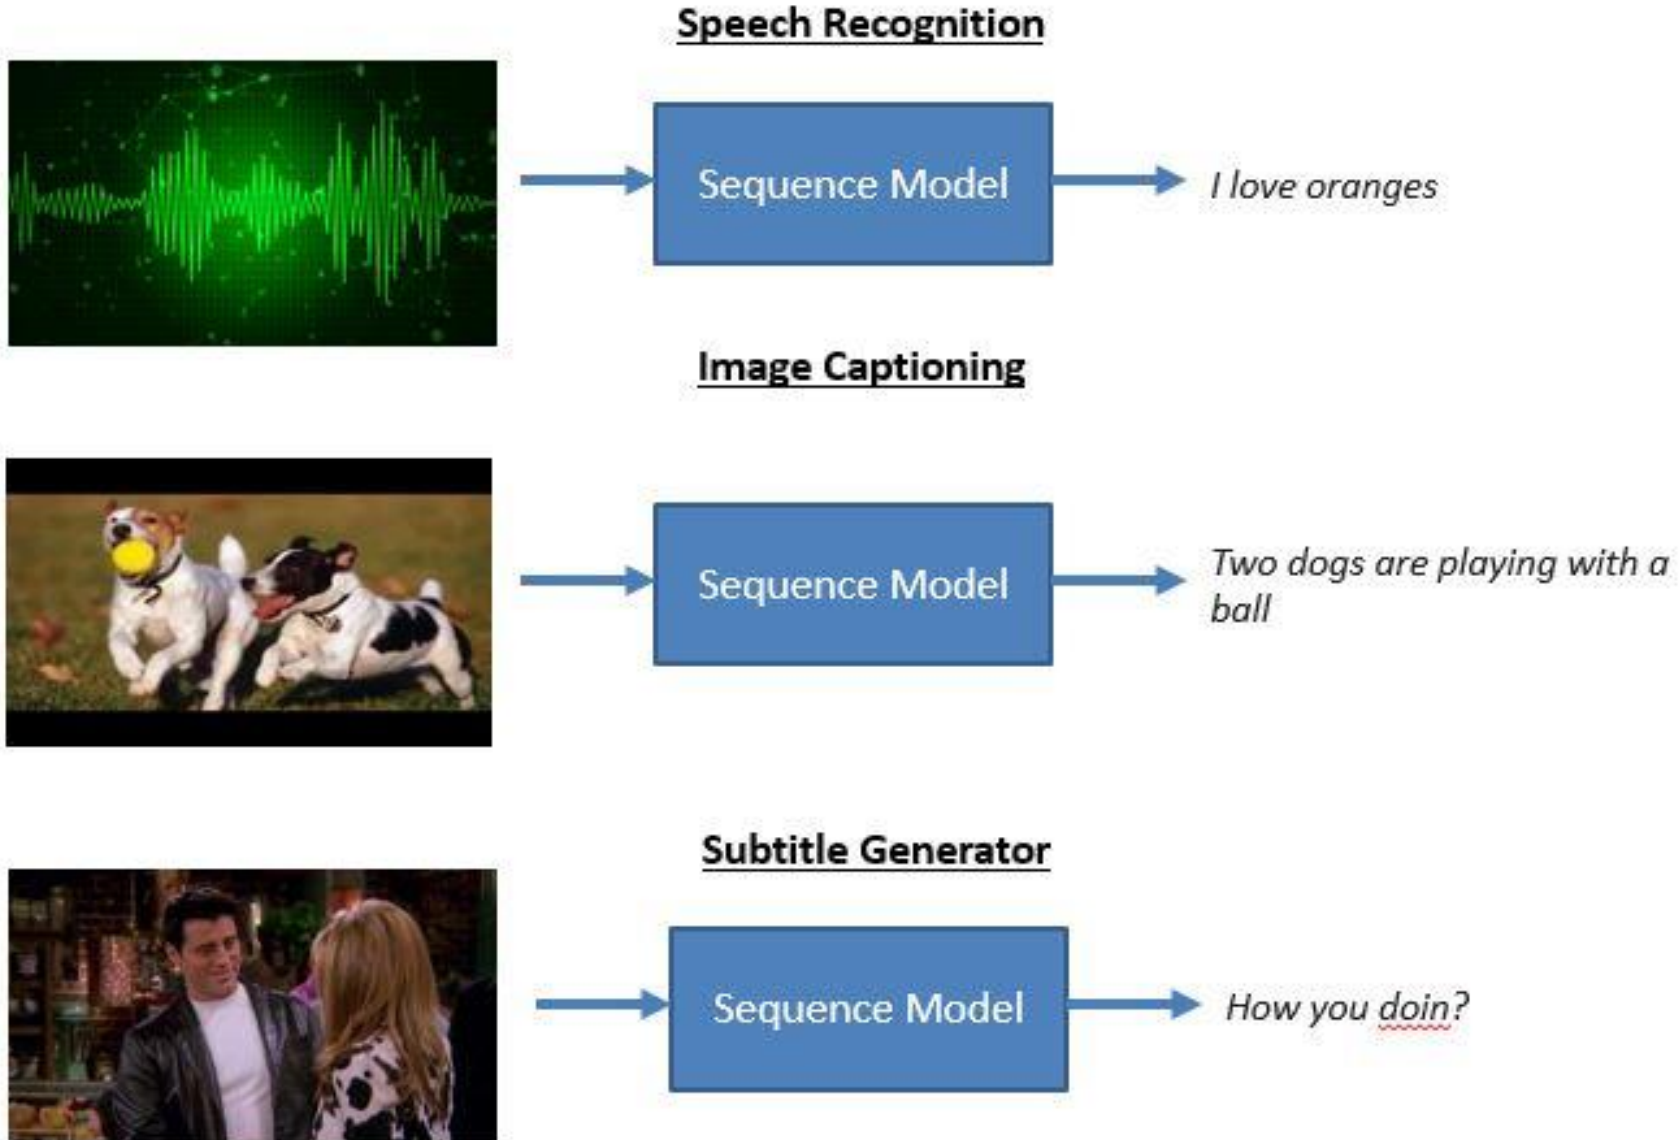 Speech Recognition
Sequence Model
I love oranges
Image Captioning
Sequence Model
Two dogs are playing with a
ball
Subtitle Generator
Sequence Model
How you doin?